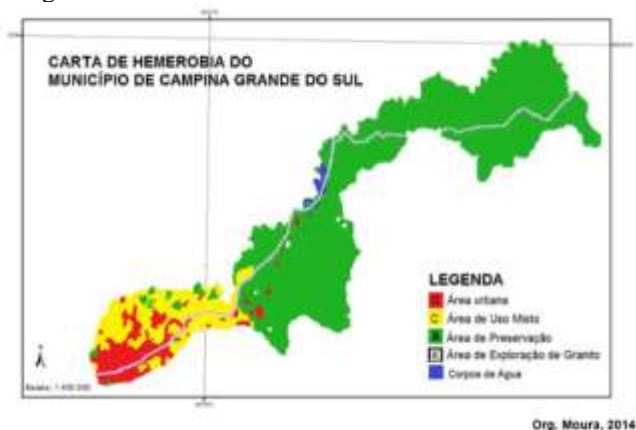 CARTA DE HEMEROBIA DO
MUNICÍPIO DE CAMPINA GRANDE DO SUL
LEGENDA
Área urbana
C Área de Uso Misto
Área de Preservação
Área de Exploração de Granito
Corpos de Água
Org. Moura, 2014